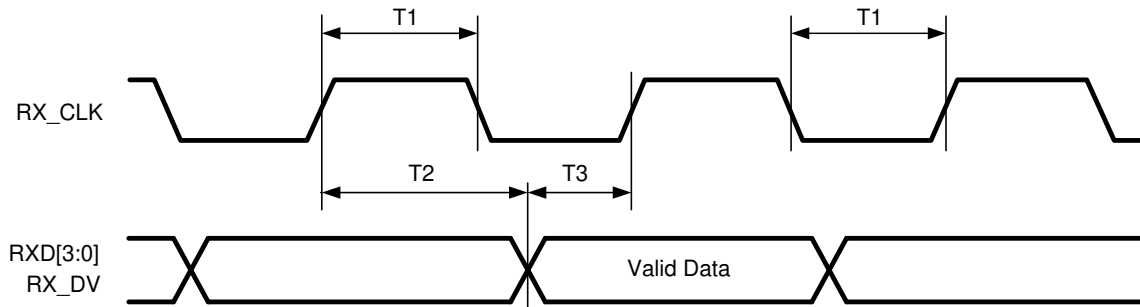 T1
T1
RX_CLK
T2
T3
RXD[3:0]
RX_DV
Valid Data